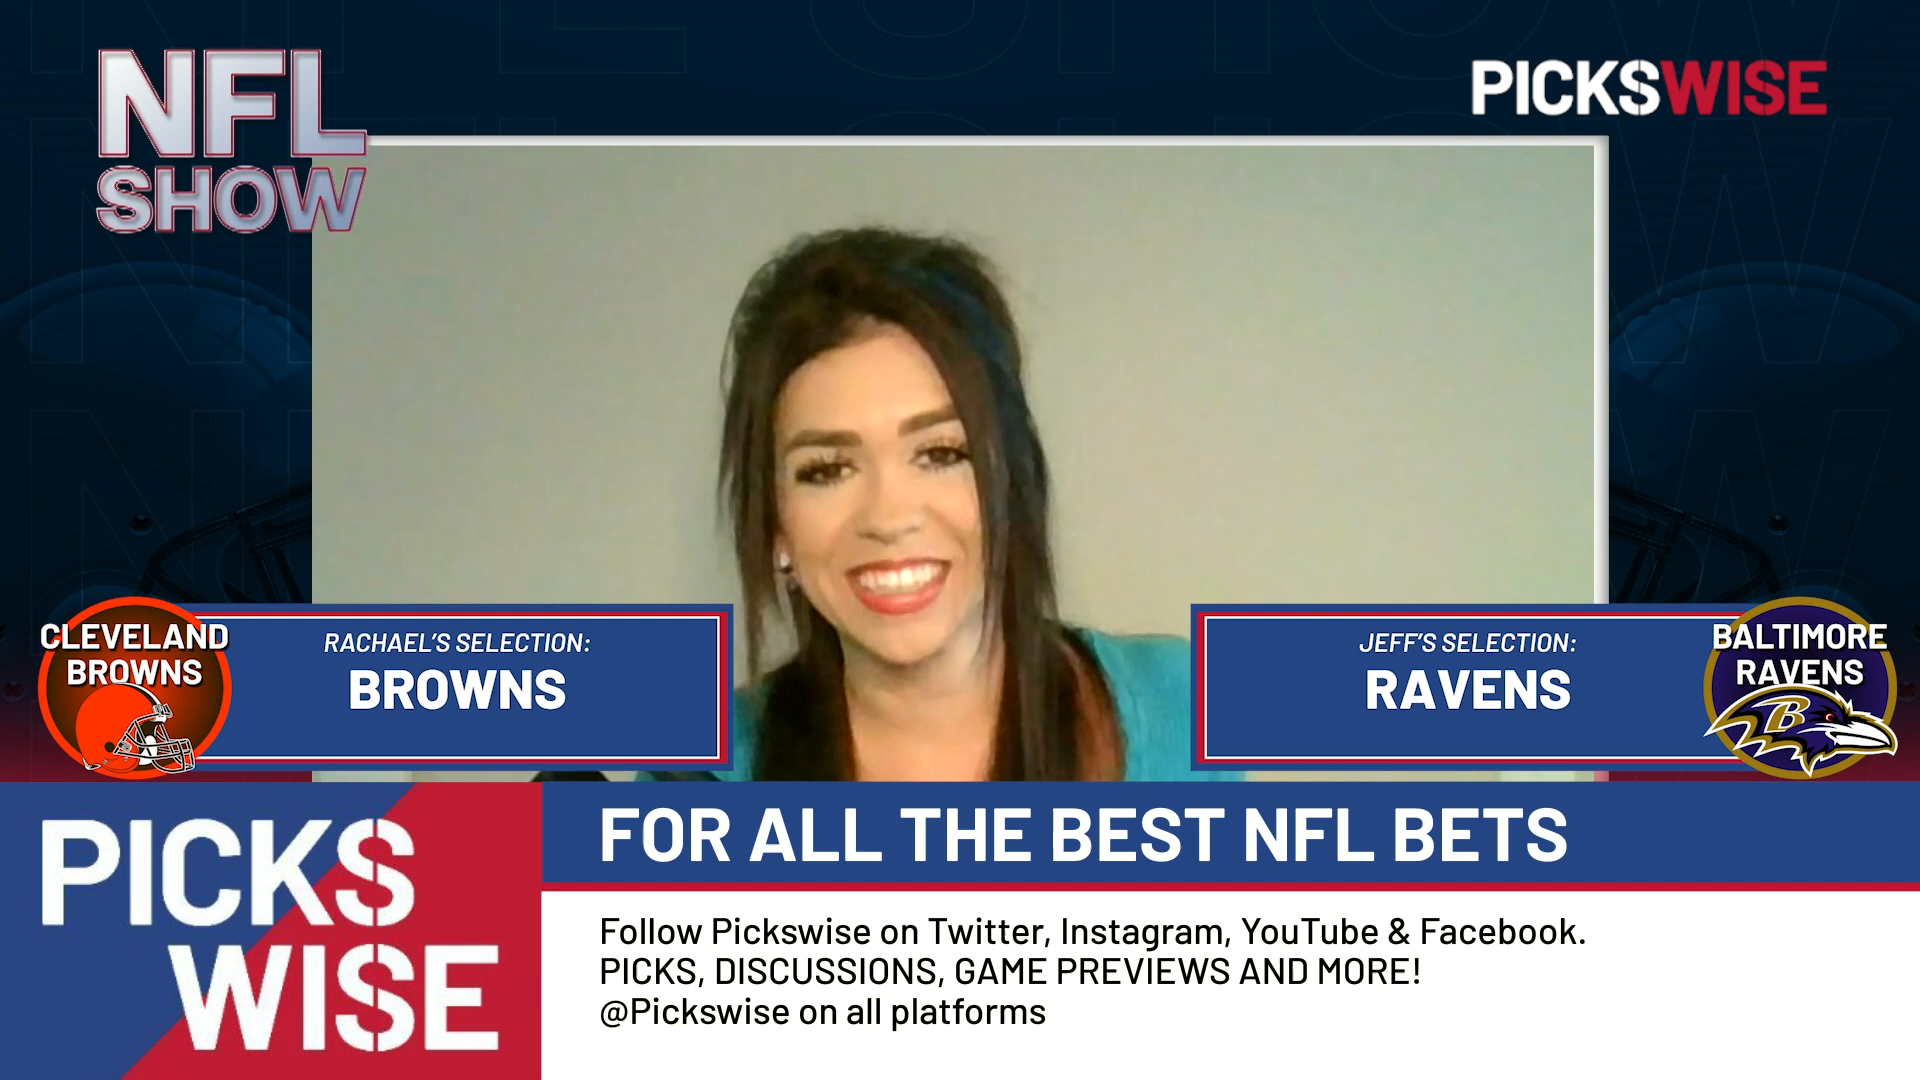 NFL
SHOW
PICKSWISE
CLEVELAND
BROWNS
RACHAEL'S SELECTION:
BROWNS
JEFF'S SELECTION:
RAVENS
BALTIMORE
RAVENS
B
PICKS
WISE
FOR ALL THE BEST NFL BETS
Follow Pickswise on Twitter, Instagram, YouTube & Facebook.
PICKS, DISCUSSIONS, GAME PREVIEWS AND MORE!
@Pickswise on all platforms